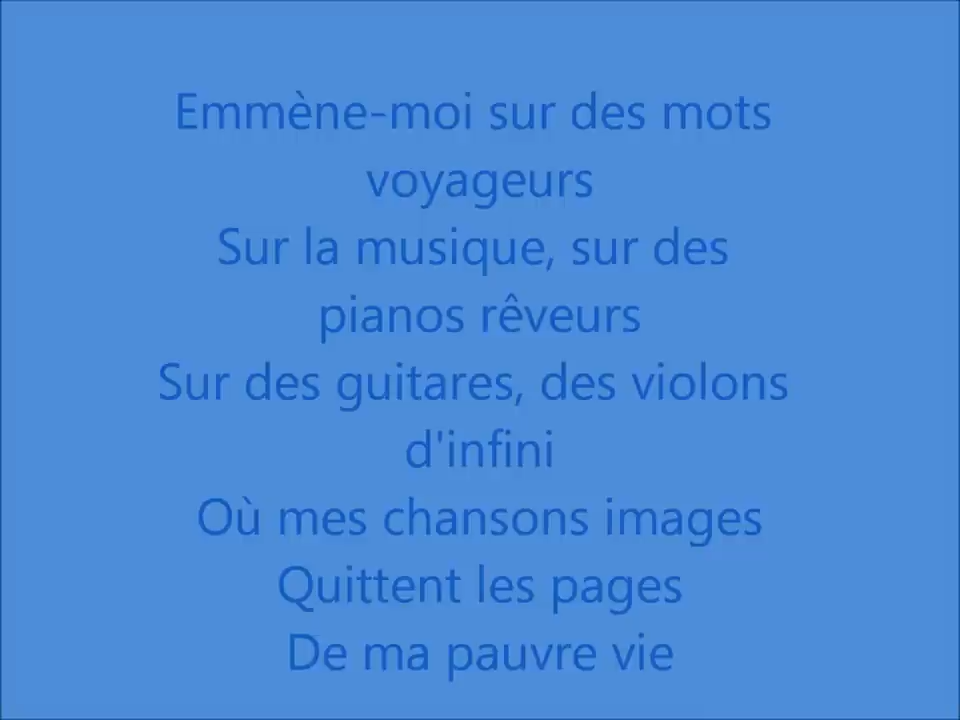 Emmène-moi sur des mots
voyageurs
Sur la musique, sur des
pianos rêveurs
Sur des guitares, des violons
d'infini
Où mes chansons images
Quittent les pages
De ma pauvre vie